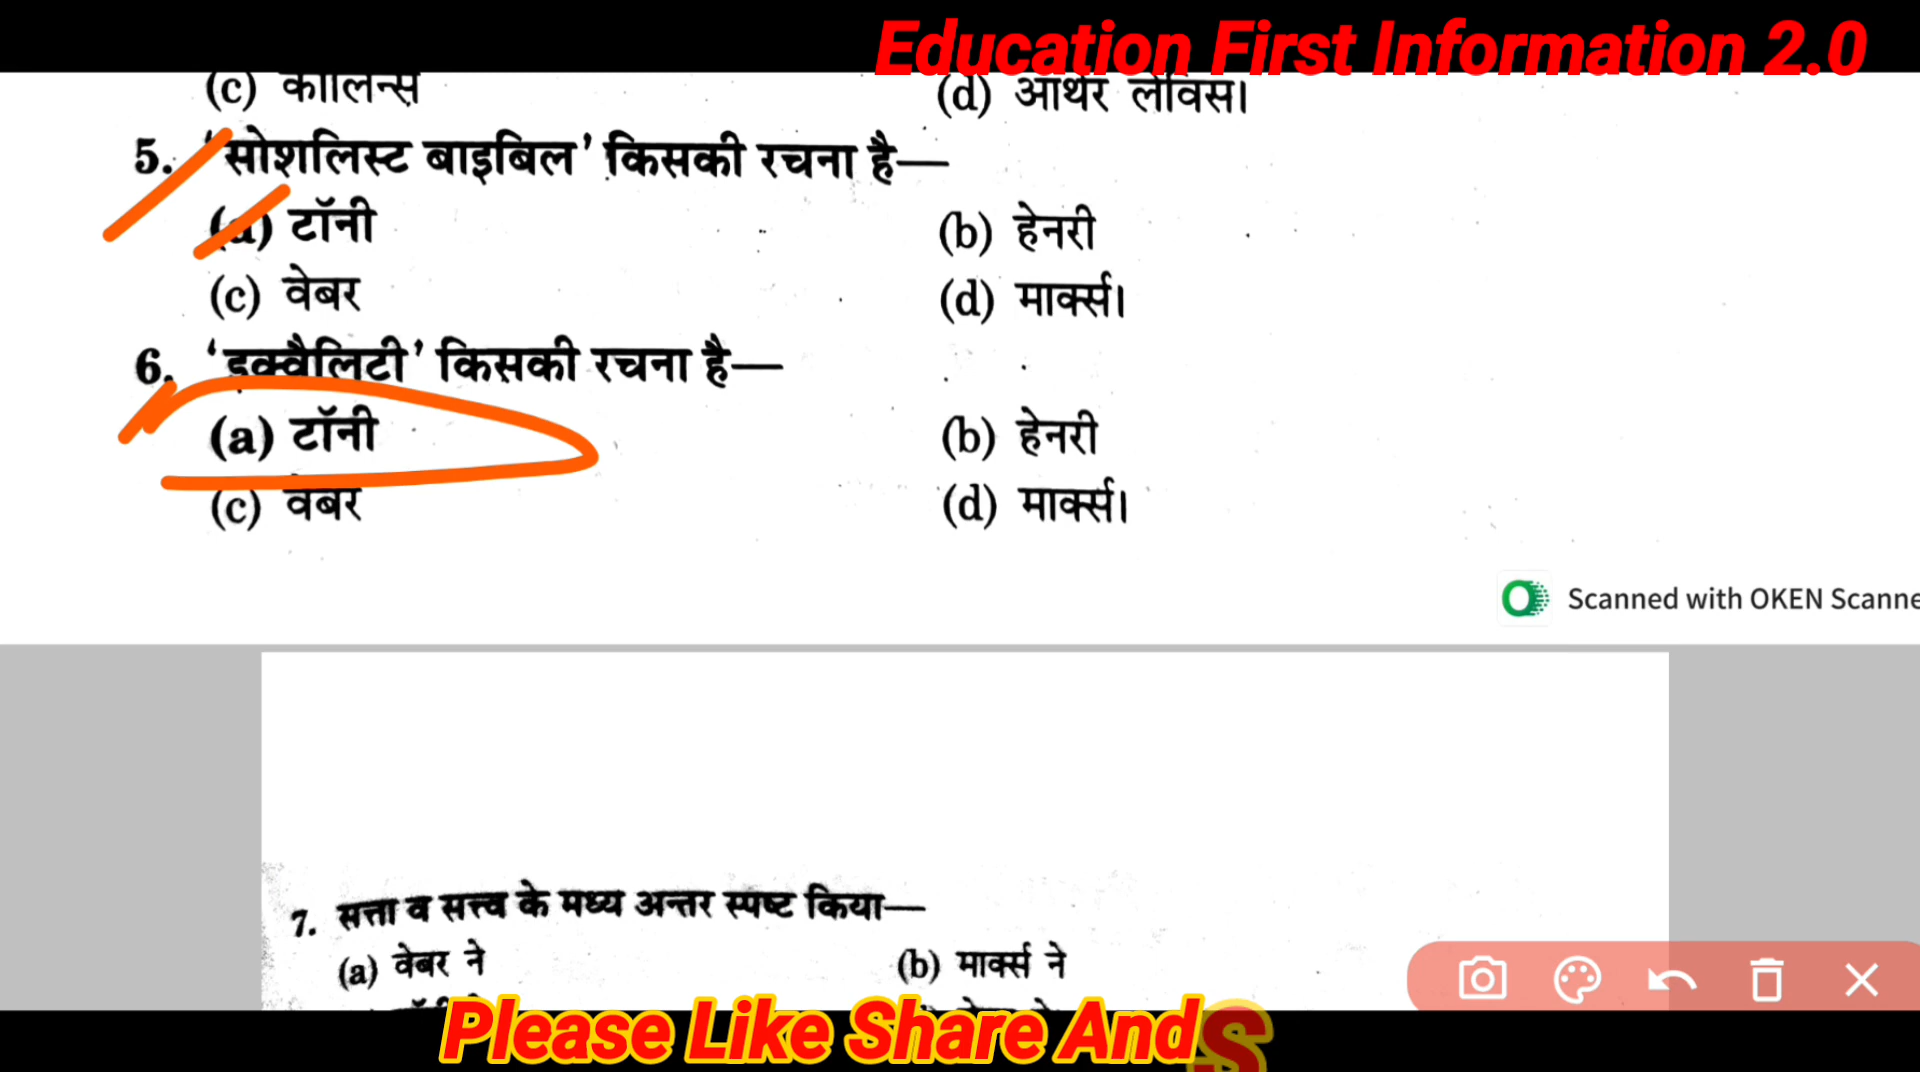 Education First Information 2.0
(c) कोलिन्स (d) आर्थर लेविस।
5. 'सोशलिस्ट बाइबिल' किसकी रचना है—
(a) टॉनी (b) हेनरी
(c) वेबर (d) मार्क्स।
6. 'इक्वैलिटी' किसकी रचना है—
(a) टॉनी (b) हेनरी
(c) वेबर (d) मार्क्स।
Scanned with OKEN Scanne
7. सत्ता व सत्त्व के मध्य अन्तर स्पष्ट किया—
(a) वेबर ने (b) मार्क्स ने
Please Like Share And S